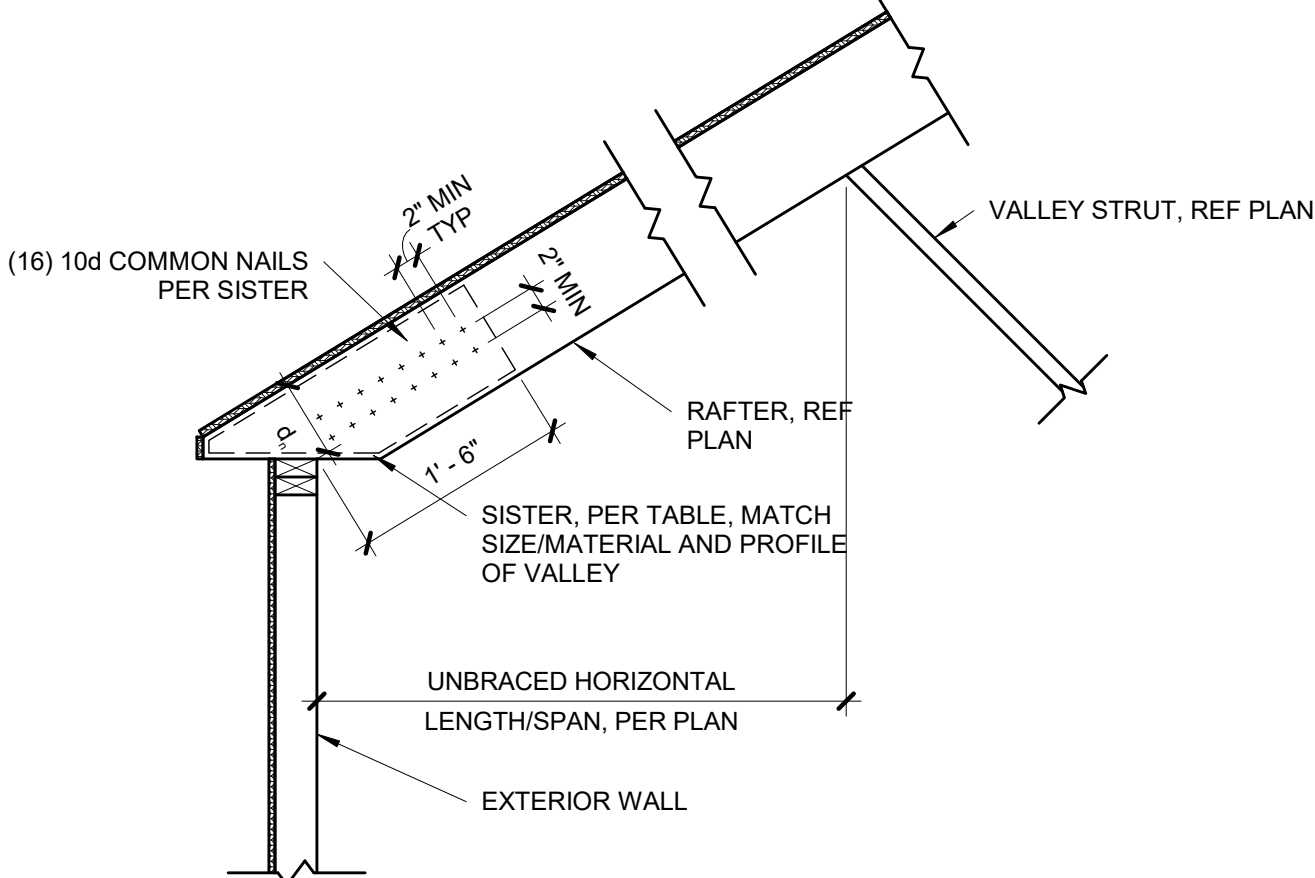 2" MIN
TYP
VALLEY STRUT, REF PLAN
(16) 10d COMMON NAILS
PER SISTER
2" MIN
RAFTER, REF
PLAN
"d"
1' - 6"
SISTER, PER TABLE, MATCH
SIZE/MATERIAL AND PROFILE
OF VALLEY
UNBRACED HORIZONTAL
LENGTH/SPAN, PER PLAN
EXTERIOR WALL